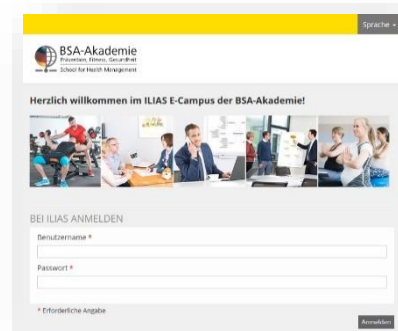 Sprache
BSA-Akademie
Prävention, Fitness, Gesundheit
School for Health Management
Herzlich willkommen im ILIAS E-Campus der BSA-Akademie!
BEI ILIAS ANMELDEN
Benutzername *
Passwort *
* Erforderliche Angabe
Anmelden